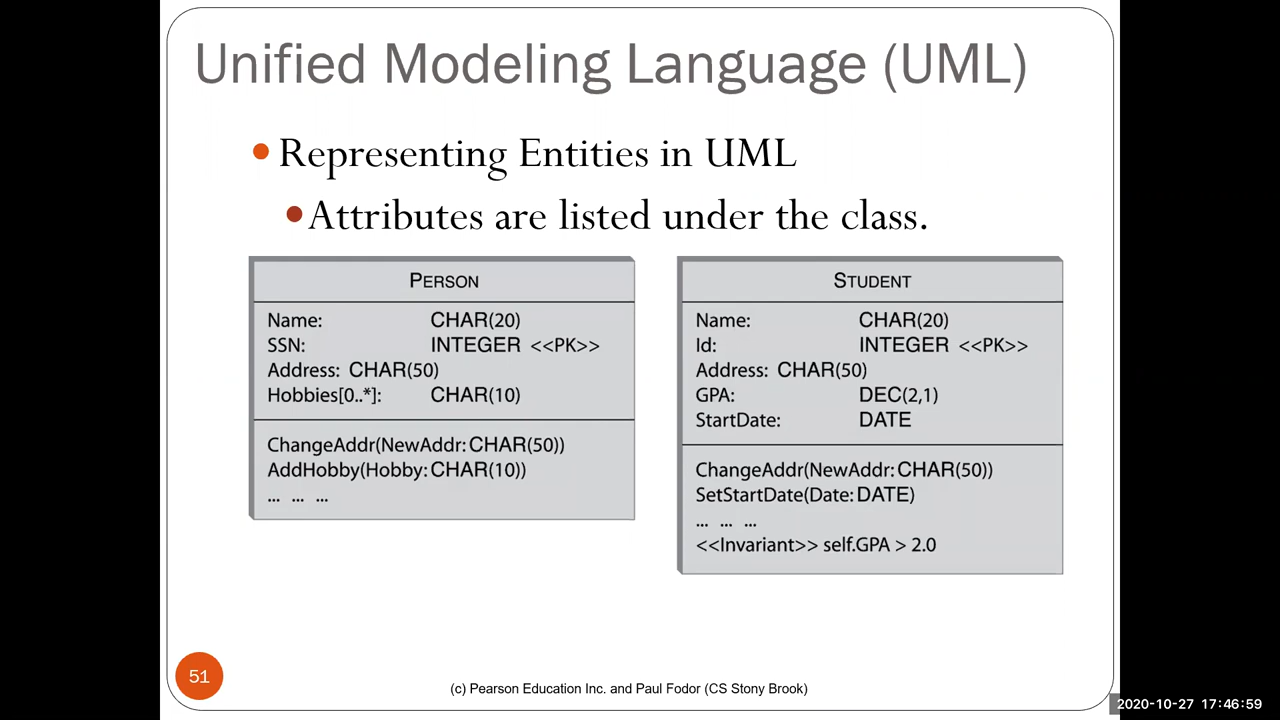 Unified Modeling Language (UML)
Representing Entities in UML
Attributes are listed under the class.
PERSON
Name: CHAR(20)
SSN: INTEGER <<PK>>
Address: CHAR(50)
Hobbies[0..*]: CHAR(10)
ChangeAddr(NewAddr: CHAR(50))
AddHobby(Hobby: CHAR(10))
... ... ...
STUDENT
Name: CHAR(20)
Id: INTEGER <<PK>>
Address: CHAR(50)
GPA: DEC(2,1)
StartDate: DATE
ChangeAddr(NewAddr: CHAR(50))
SetStartDate(Date: DATE)
... ... ...
<<Invariant>> self.GPA > 2.0
51
(c) Pearson Education Inc. and Paul Fodor (CS Stony Brook)
2020-10-27 17:46:59